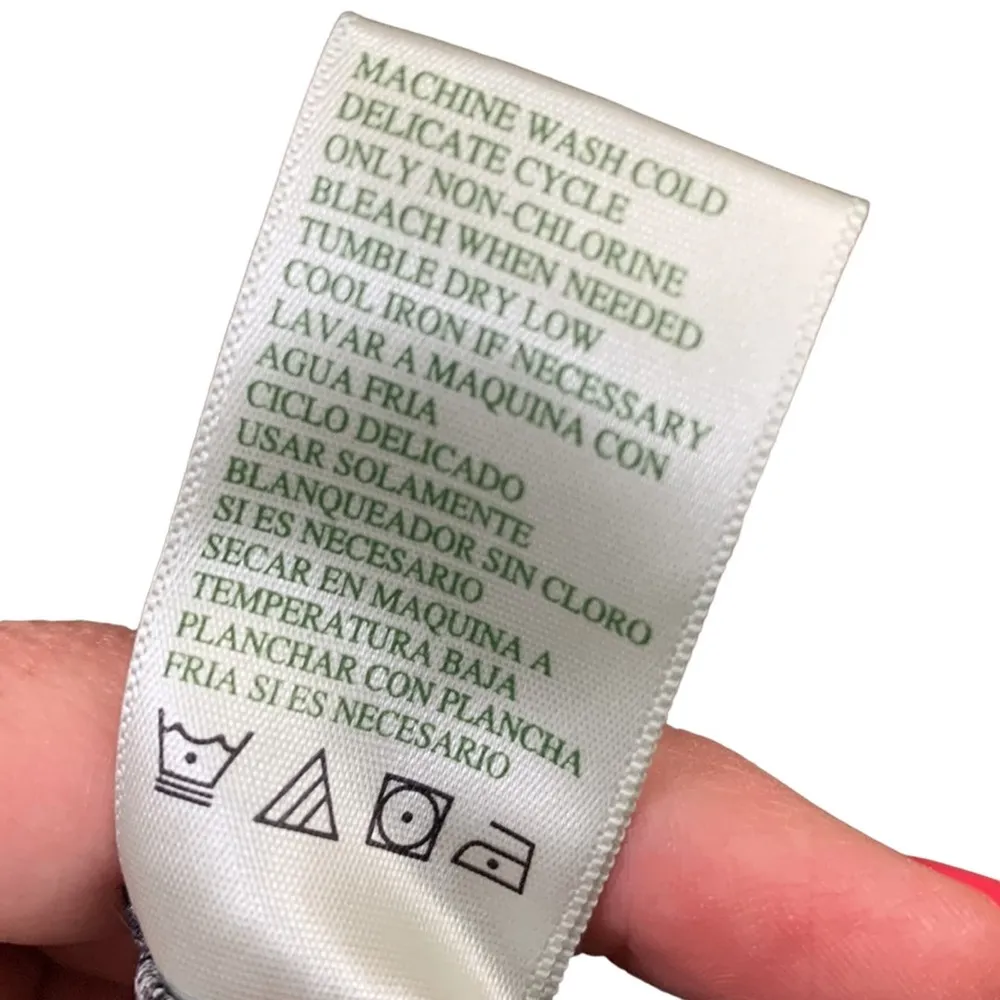 MACHINE WASH COLD
DELICATE CYCLE
ONLY NON-CHLORINE
BLEACH WHEN NEEDED
TUMBLE DRY LOW
COOL IRON IF NECESSARY
LAVAR A MAQUINA CON
AGUA FRIA
CICLO DELICADO
USAR SOLAMENTE
BLANQUEADOR SIN CLORO
SI ES NECESARIO
SECAR EN MAQUINA A
TEMPERATURA BAJA
PLANCHAR CON PLANCHA
FRIA SI ES NECESARIO